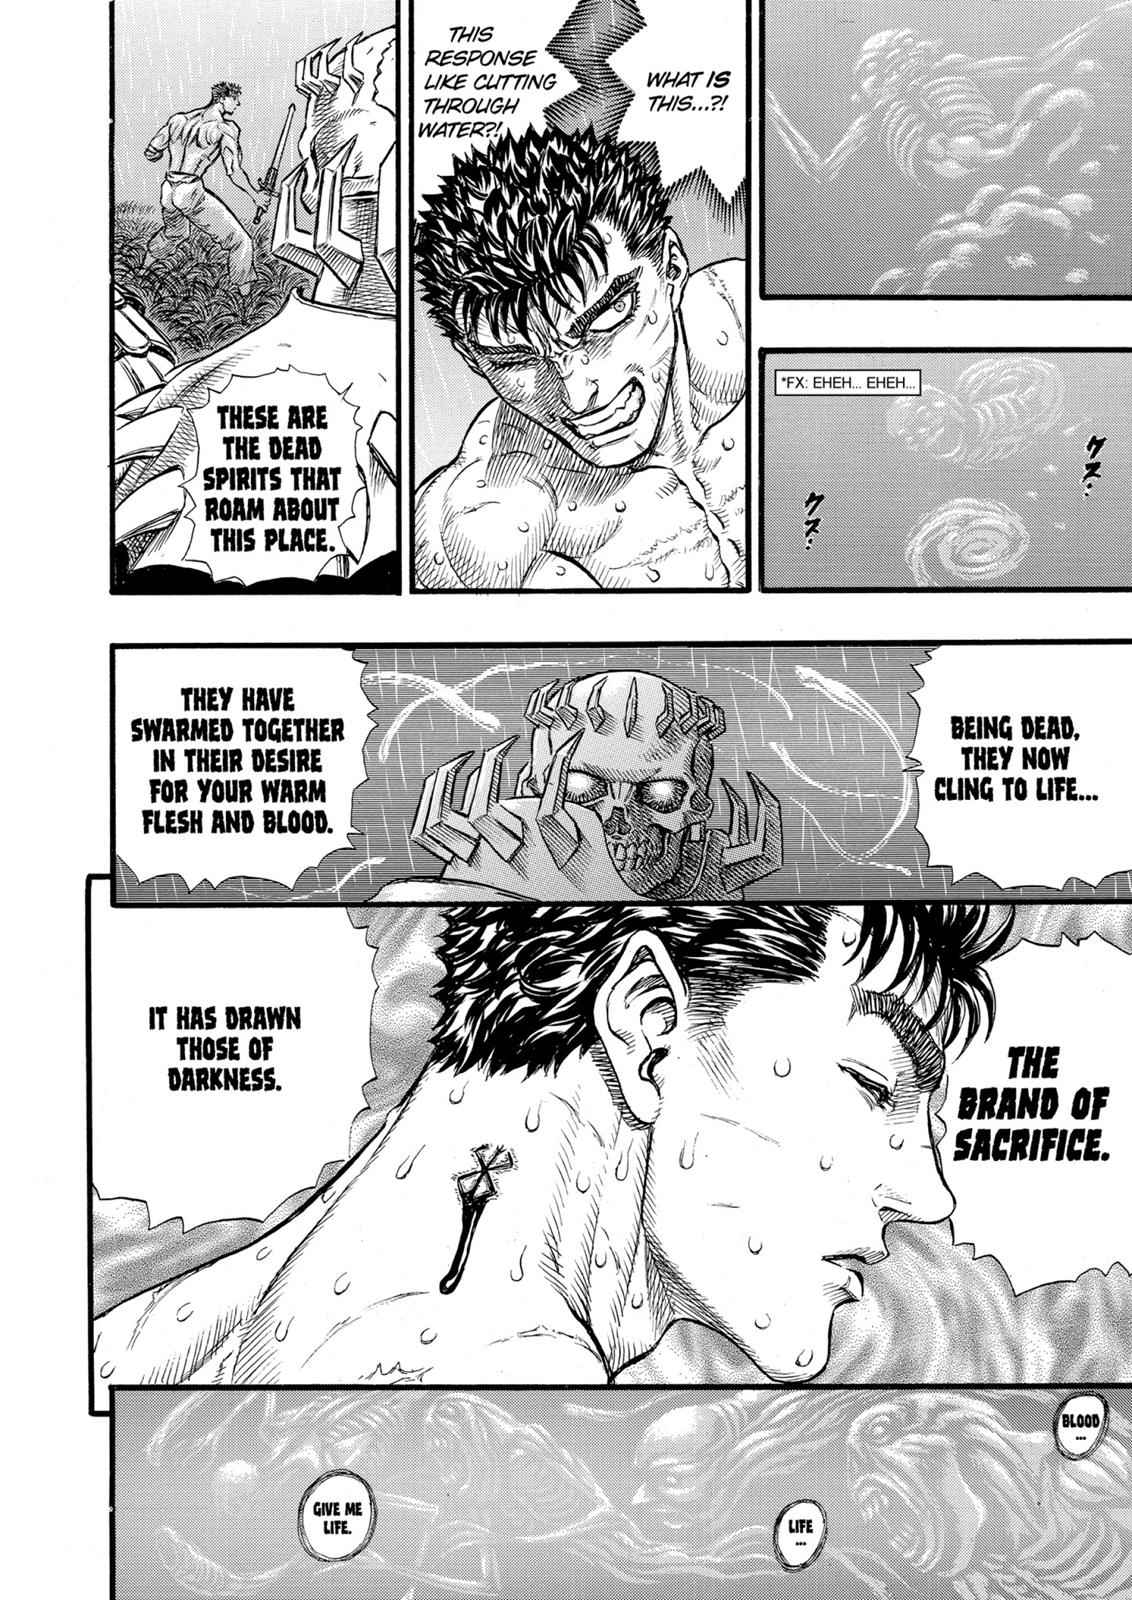 *FX: EHEH... EHEH...
クス..
クス..
WHAT IS
THIS...?!
THIS
RESPONSE
LIKE CUTTING
THROUGH
WATER?!
THESE ARE
THE DEAD
SPIRITS THAT
ROAM ABOUT
THIS PLACE.
BEING DEAD,
THEY NOW
CLING TO LIFE...
THEY HAVE
SWARMED TOGETHER
IN THEIR DESIRE
FOR YOUR WARM
FLESH AND BLOOD.
THE
BRAND OF
SACRIFICE.
IT HAS DRAWN
THOSE OF
DARKNESS.
BLOOD
...
LIFE
...
GIVE ME
LIFE.